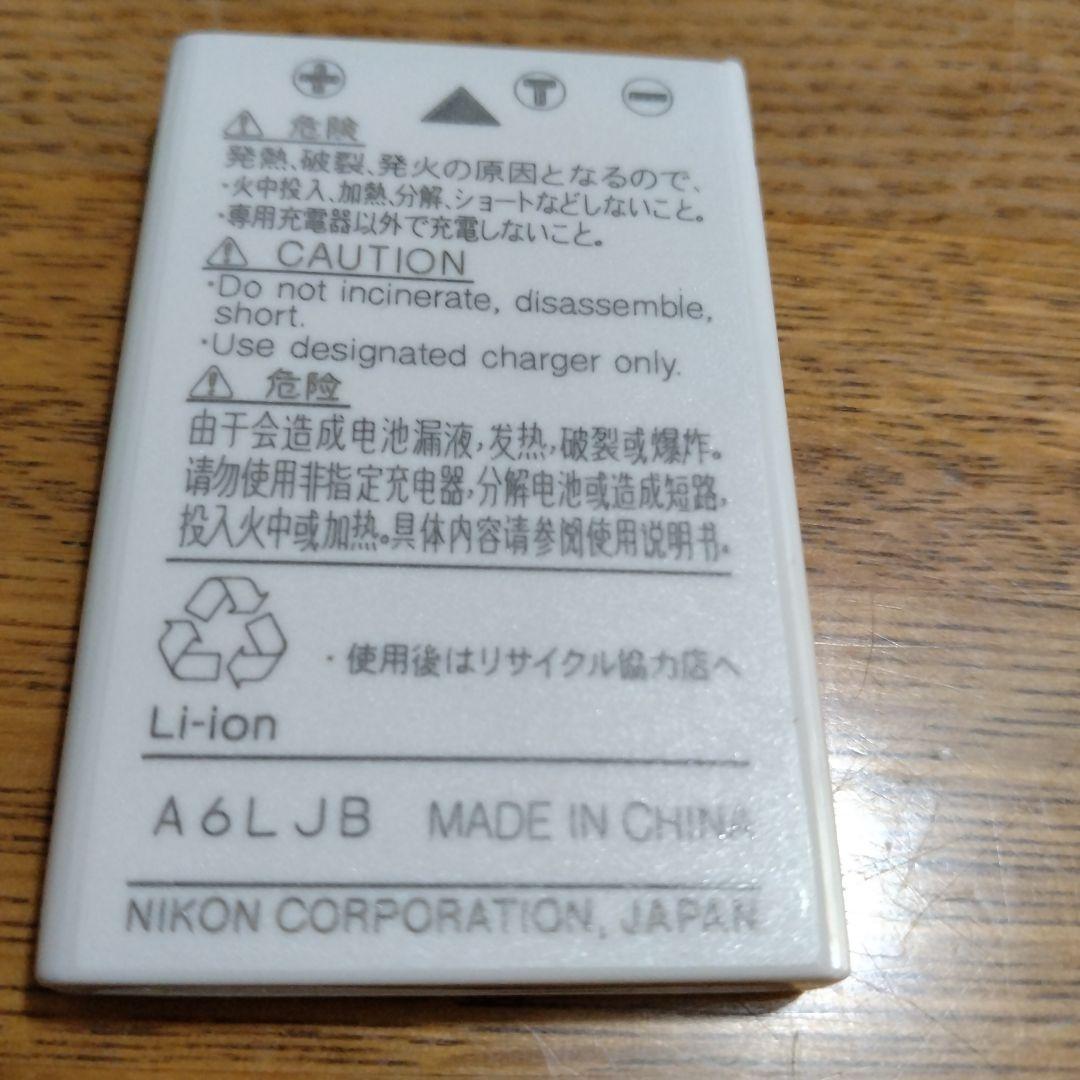 + T −
危険
発熱、破裂、発火の原因となるので、
・火中投入、加熱、分解、ショートなどしないこと。
・専用充電器以外で充電しないこと。
CAUTION
・Do not incinerate, disassemble,
short.
・Use designated charger only.
危险
由于会造成电池漏液,发热,破裂或爆炸。
请勿使用非指定充电器,分解电池或造成短路,
投入火中或加热。具体内容请参阅使用说明书。
・使用後はリサイクル協力店へ
Li-ion
A6LJB MADE IN CHINA
NIKON CORPORATION, JAPAN